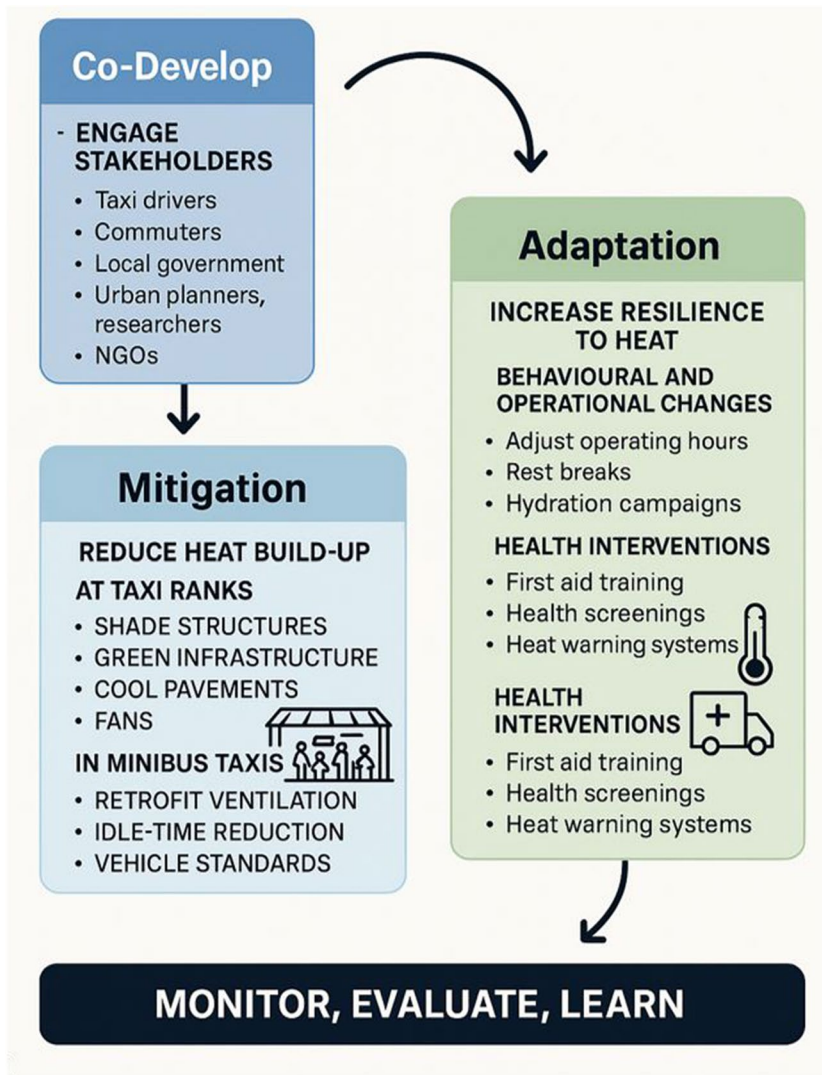 Co-Develop
- ENGAGE
STAKEHOLDERS
• Taxi drivers
• Commuters
• Local government
• Urban planners,
researchers
• NGOs
Mitigation
REDUCE HEAT BUILD-UP
AT TAXI RANKS
• SHADE STRUCTURES
• GREEN INFRASTRUCTURE
• COOL PAVEMENTS
• FANS
IN MINIBUS TAXIS
• RETROFIT VENTILATION
• IDLE-TIME REDUCTION
• VEHICLE STANDARDS
Adaptation
INCREASE RESILIENCE
TO HEAT
BEHAVIOURAL AND
OPERATIONAL CHANGES
• Adjust operating hours
• Rest breaks
• Hydration campaigns
HEALTH INTERVENTIONS
• First aid training
• Health screenings
• Heat warning systems
HEALTH
INTERVENTIONS
• First aid training
• Health screenings
• Heat warning systems
MONITOR, EVALUATE, LEARN